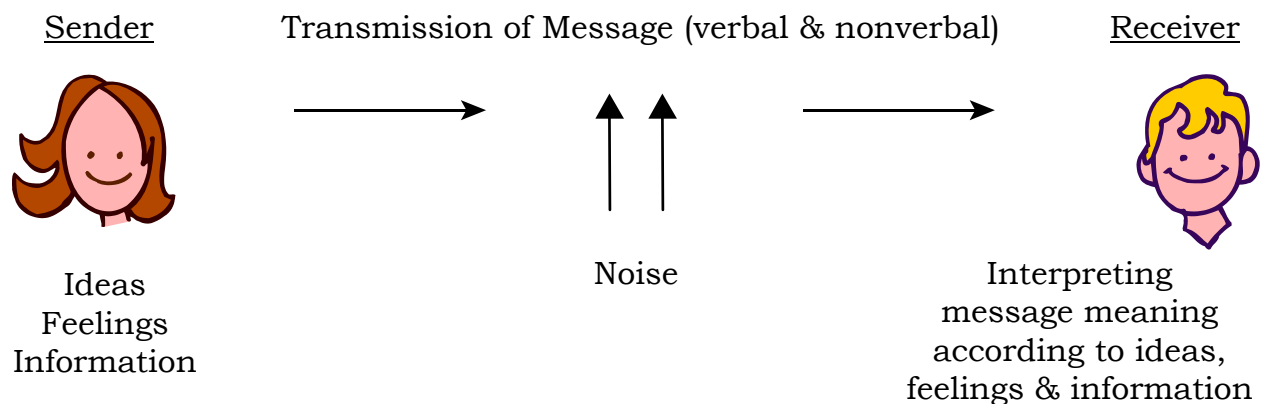 Sender
Transmission of Message (verbal & nonverbal)
Receiver
Noise
Ideas
Feelings
Information
Interpreting
message meaning
according to ideas,
feelings & information